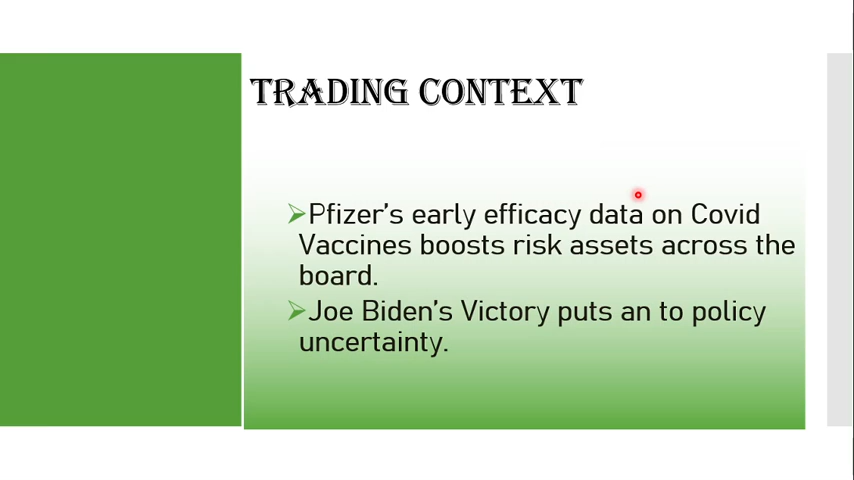 TRADING CONTEXT
➢Pfizer's early efficacy data on Covid
Vaccines boosts risk assets across the
board.
➢Joe Biden's Victory puts an to policy
uncertainty.